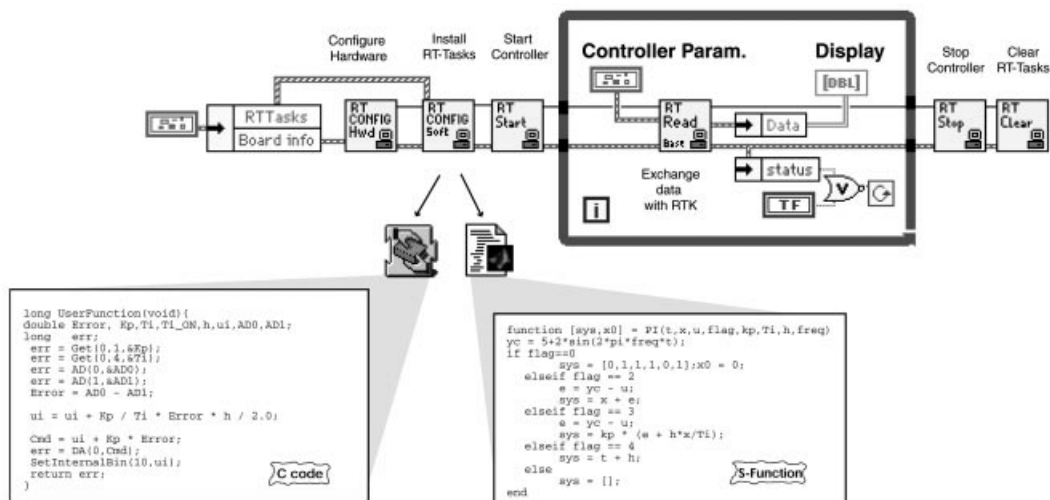 Configure
Hardware
Install
RT-Tasks
Start
Controller
Controller Param.
Display
Stop
Controller
Clear
RT-Tasks
RTTasks
Board info
RT
CONFIG
Hwd
RT
CONFIG
Soft
RT
Start
RT
Read
Base
[DBL]
Data
status
TF
V
i
Exchange
data
with RTK
RT
Stop
RT
Clear
long UserFunction(void){
double Error, Kp,Ti,Ti_ON,h,ui,AD0,AD1;
long err;
err = Get(0,1,&Kp);
err = Get(0,4,&Ti);
err = AD(0,&AD0);
err = AD(1,&AD1);
Error = AD0 - AD1;
ui = ui + Kp / Ti * Error * h / 2.0;
Cmd = ui + Kp * Error;
err = DA(0,Cmd);
SetInternalBin(10,ui);
return err;
}
C code
function [sys,x0] = PI(t,x,u,flag,kp,Ti,h,freq)
yc = 5+2*sin(2*pi*freq*t);
if flag==0
sys = [0,1,1,1,0,1];x0 = 0;
elseif flag == 2
e = yc - u;
sys = x + e;
elseif flag == 3
e = yc - u;
sys = kp * (e + h*x/Ti);
elseif flag == 4
sys = t + h;
else
sys = [];
end
S-Function